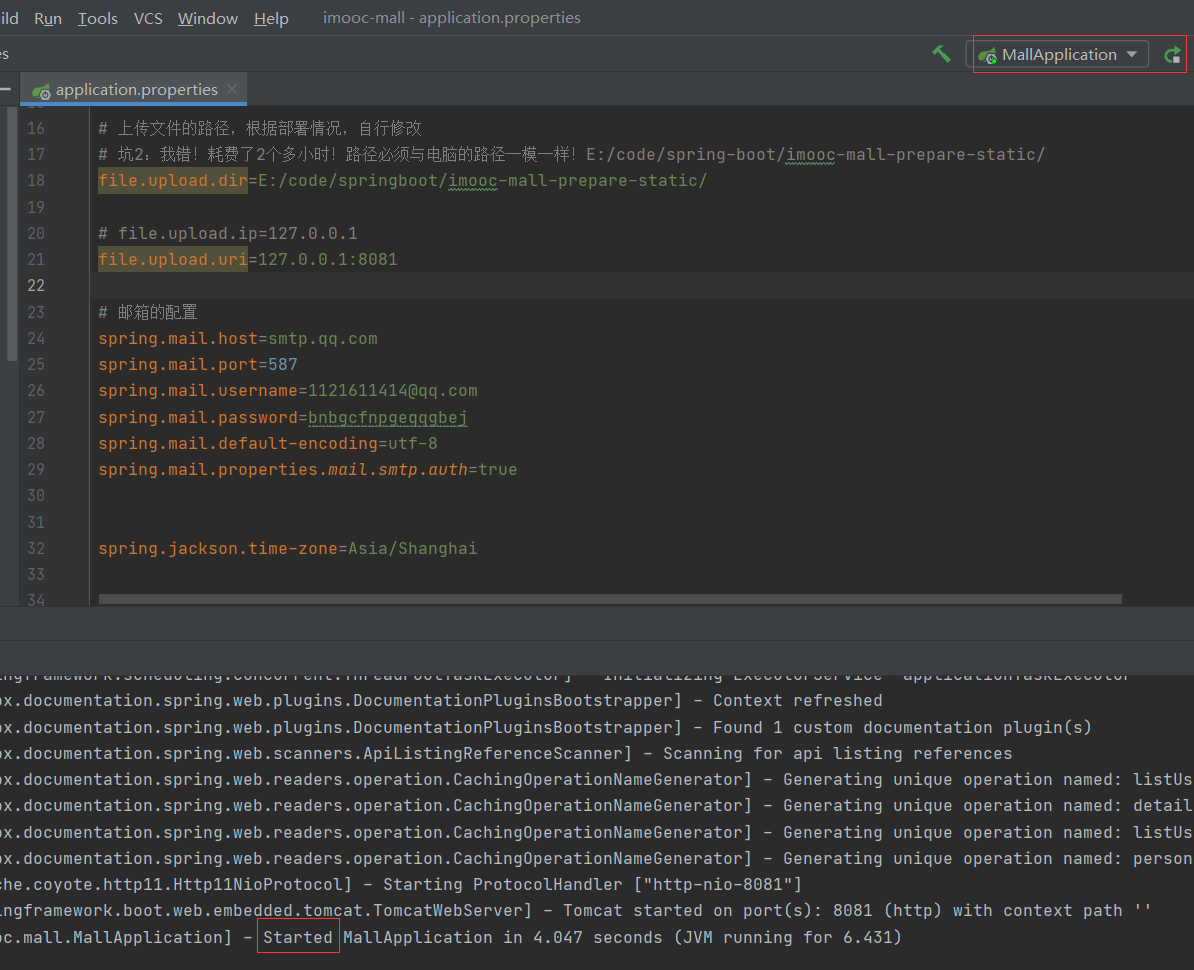 ild Run Tools VCS Window Help imooc-mall - application.properties
es MallApplication
application.properties
16 # 上传文件的路径，根据部署情况，自行修改
17 # 坑2：我错！耗费了2个多小时！路径必须与电脑的路径一模一样！E:/code/spring-boot/imooc-mall-prepare-static/
18 file.upload.dir=E:/code/springboot/imooc-mall-prepare-static/
19
20 # file.upload.ip=127.0.0.1
21 file.upload.uri=127.0.0.1:8081
22
23 # 邮箱的配置
24 spring.mail.host=smtp.qq.com
25 spring.mail.port=587
26 spring.mail.username=1121611414@qq.com
27 spring.mail.password=bnbgcfnpgeqggbej
28 spring.mail.default-encoding=utf-8
29 spring.mail.properties.mail.smtp.auth=true
30
31
32 spring.jackson.time-zone=Asia/Shanghai
33
34
ingframework.scheduling.concurrent.ThreadPoolTaskExecutor] - Initializing ExecutorService 'applicationTaskExecutor'
ox.documentation.spring.web.plugins.DocumentationPluginsBootstrapper] - Context refreshed
ox.documentation.spring.web.plugins.DocumentationPluginsBootstrapper] - Found 1 custom documentation plugin(s)
ox.documentation.spring.web.scanners.ApiListingReferenceScanner] - Scanning for api listing references
ox.documentation.spring.web.readers.operation.CachingOperationNameGenerator] - Generating unique operation named: listUs
ox.documentation.spring.web.readers.operation.CachingOperationNameGenerator] - Generating unique operation named: detail
ox.documentation.spring.web.readers.operation.CachingOperationNameGenerator] - Generating unique operation named: listUs
ox.documentation.spring.web.readers.operation.CachingOperationNameGenerator] - Generating unique operation named: person
che.coyote.http11.Http11NioProtocol] - Starting ProtocolHandler ["http-nio-8081"]
ingframework.boot.web.embedded.tomcat.TomcatWebServer] - Tomcat started on port(s): 8081 (http) with context path ''
oc.mall.MallApplication] - Started MallApplication in 4.047 seconds (JVM running for 6.431)